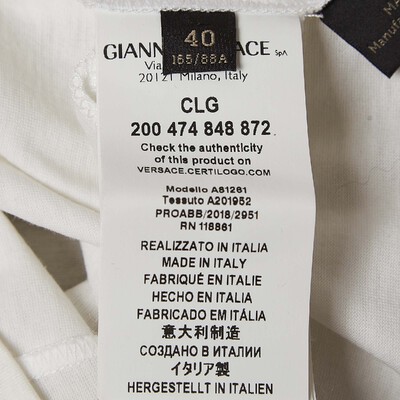 40
165/88A
GIANN ACE SpA
Via
20121 Milano, Italy
CLG
200 474 848 872
Check the authenticity
of this product on
VERSACE.CERTILOGO.COM
Modello A81261
Tessuto A201952
PROABB/2018/2951
RN 118861
REALIZZATO IN ITALIA
MADE IN ITALY
FABRIQUÉ EN ITALIE
HECHO EN ITALIA
FABRICADO EM ITÁLIA
意大利制造
СОЗДАНО В ИТАЛИИ
イタリア製
HERGESTELLT IN ITALIEN